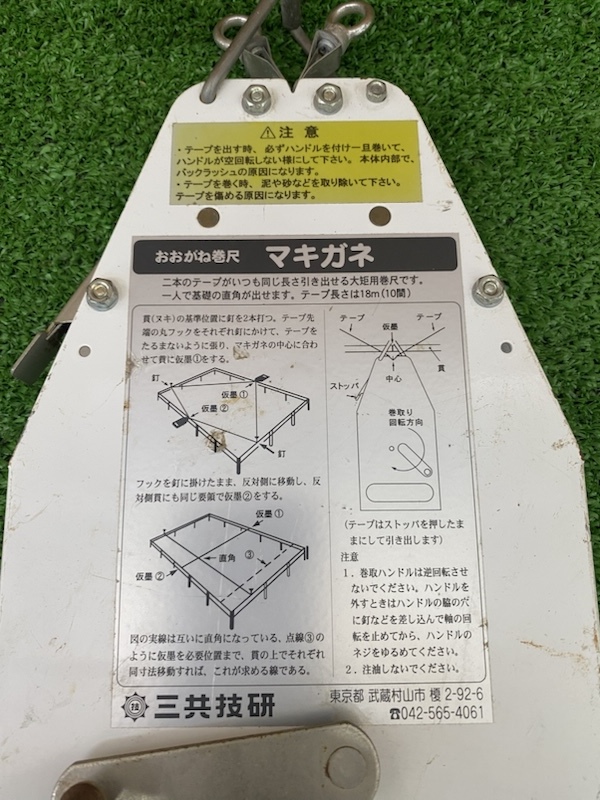 ⚠注 意
・テープを出す時、必ずハンドルを付け一旦巻いて、
ハンドルが空回転しない様にして下さい。本体内部で、
バックラッシュの原因になります。
・テープを巻く時、泥や砂などを取り除いて下さい。
テープを傷める原因になります。
おおがね巻尺 マキガネ
二本のテープがいつも同じ長さ引き出せる大矩用巻尺です。
一人で基礎の直角が出せます。テープ長さは18m(10間)
貫(ヌキ)の基準位置に釘を2本打つ。テープ先
端の丸フックをそれぞれ釘にかけて、テープを
たるまないように張り、マキガネの中心に合わ
せて貫に仮墨①をする。
釘
仮墨①
仮墨②
釘
フックを釘に掛けたまま、反対側に移動し、反
対側貫にも同じ要領で仮墨②をする。
仮墨①
直角
③
仮墨②
図の実線は互いに直角になっている、点線③の
ように仮墨を必要位置まで、貫の上でそれぞれ
同寸法移動すれば、これが求める線である。
テープ
仮墨
テープ
貫
中心
ストッパ
巻取り
回転方向
(テープはストッパを押したま
まにして引き出します)
注意
1．巻取ハンドルは逆回転させ
ないでください。ハンドルを
外すときはハンドルの脇の穴
に釘などを差し込んで軸の回
転を止めてから、ハンドルの
ネジをゆるめてください。
2．注油しないでください。
技 三共技研
東京都 武蔵村山市 榎 2-92-6
☎042-565-4061